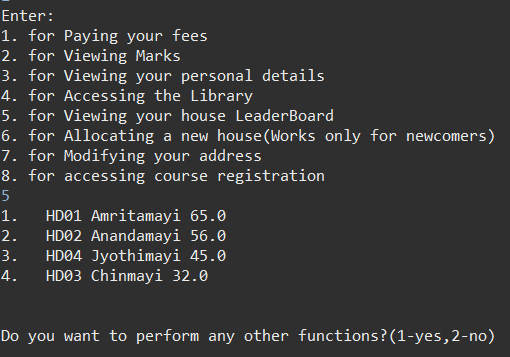 Enter:
1. for Paying your fees
2. for Viewing Marks
3. for Viewing your personal details
4. for Accessing the Library
5. for Viewing your house LeaderBoard
6. for Allocating a new house(Works only for newcomers)
7. for Modifying your address
8. for accessing course registration
5
1.   HD01 Amritamayi 65.0
2.   HD02 Anandamayi 56.0
3.   HD04 Jyothimayi 45.0
4.   HD03 Chinmayi 32.0
Do you want to perform any other functions?(1-yes,2-no)